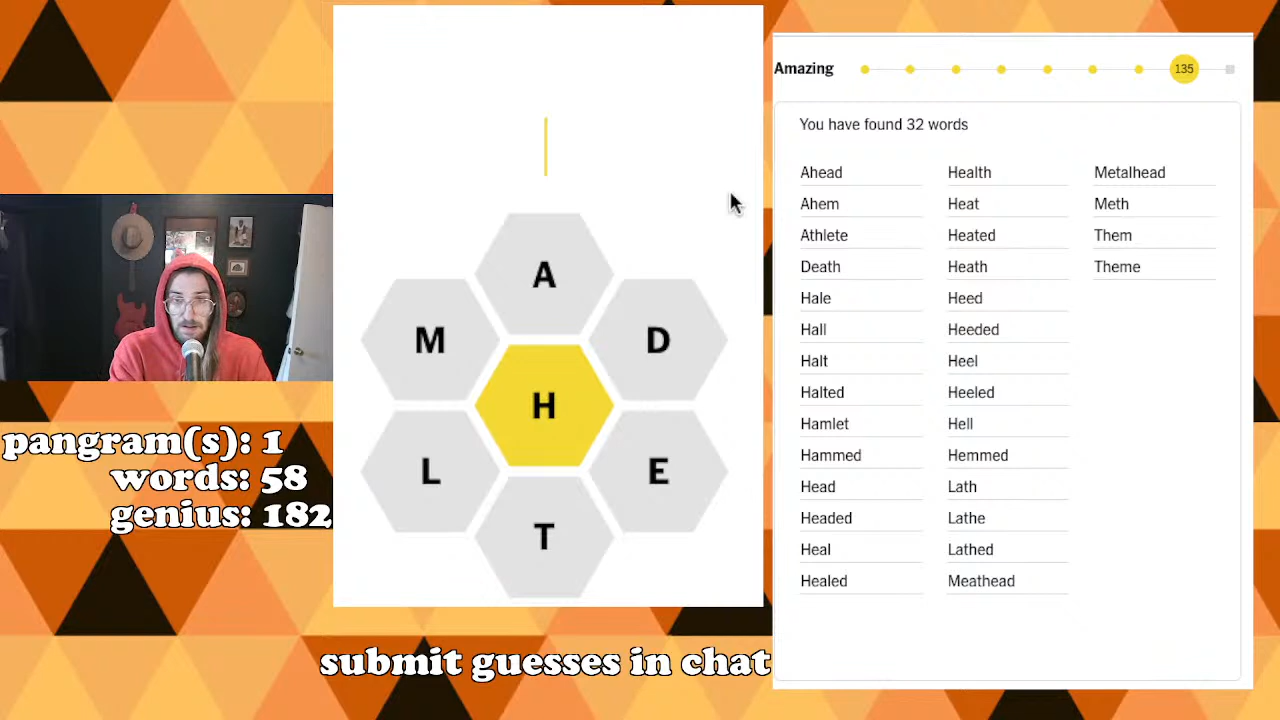 pangram(s): 1
words: 58
genius: 182
A
M
D
H
L
E
T
submit guesses in chat
Amazing
135
You have found 32 words
Ahead
Ahem
Athlete
Death
Hale
Hall
Halt
Halted
Hamlet
Hammed
Head
Headed
Heal
Healed
Health
Heat
Heated
Heath
Heed
Heeded
Heel
Heeled
Hell
Hemmed
Lath
Lathe
Lathed
Meathead
Metalhead
Meth
Them
Theme